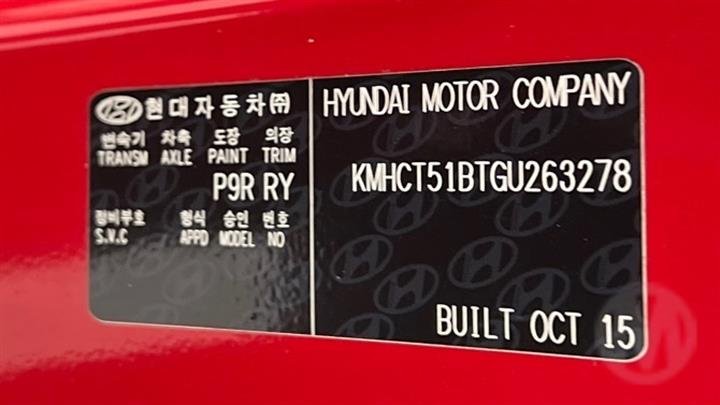 현대자동차㈜
변속기 차축 도장 의장
TRANSM AXLE PAINT TRIM
P9R RY
정비부호 형식 승인 번호
S.V.C APPD MODEL NO
HYUNDAI MOTOR COMPANY
KMHCT51BTGU263278
BUILT OCT 15